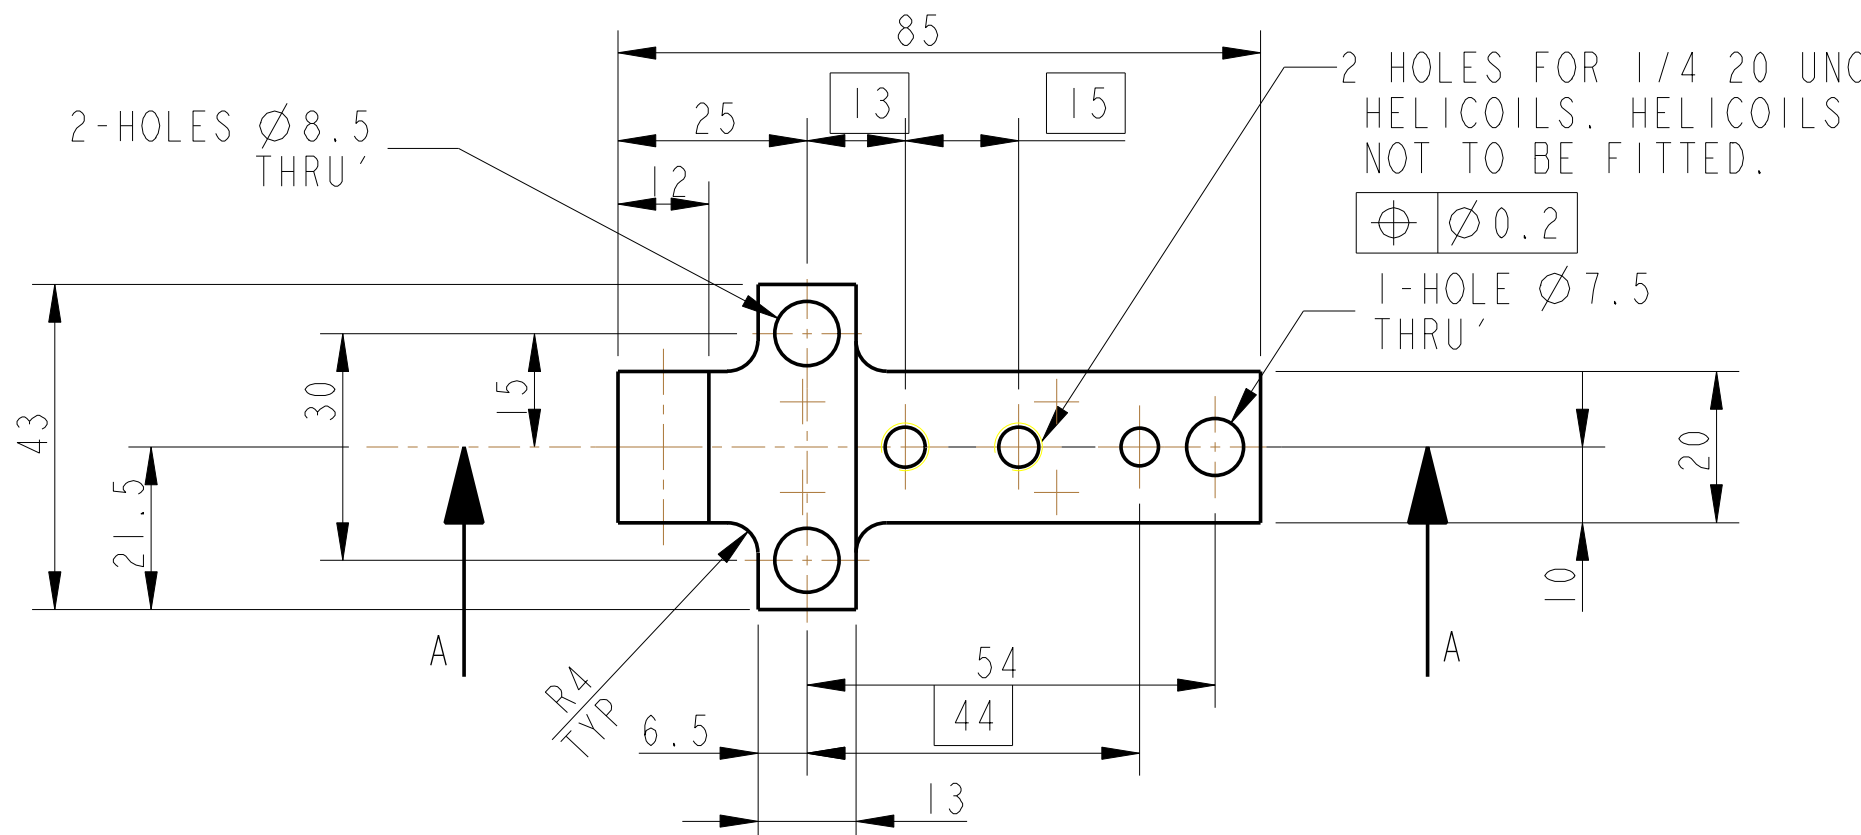 85
2 HOLES FOR 1/4 20 UNC
HELICOILS. HELICOILS
NOT TO BE FITTED.
⌖ Ø0.2
13
15
25
2-HOLES Ø8.5
THRU'
12
1-HOLE Ø7.5
THRU'
43
30
15
21.5
20
10
A
A
R4
TYP
54
44
6.5
13